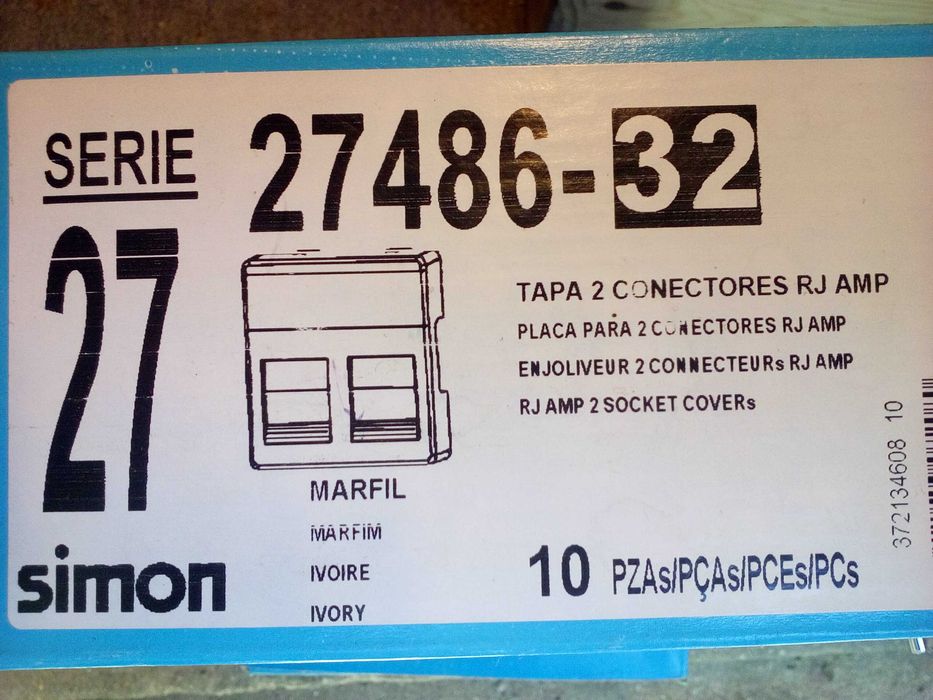 SERIE
27
27486-32
TAPA 2 CONECTORES RJ AMP
PLACA PARA 2 CONECTORES RJ AMP
ENJOLIVEUR 2 CONNECTEURs RJ AMP
RJ AMP 2 SOCKET COVERs
MARFIL
MARFIM
IVOIRE
IVORY
simon
10 PZAs/PÇAs/PCEs/PCs
372134608 10